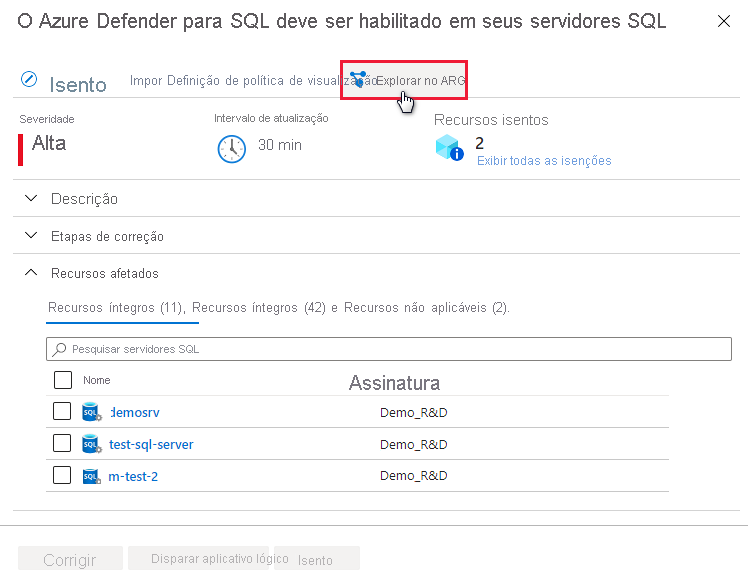 O Azure Defender para SQL deve ser habilitado em seus servidores SQL
Isento Impor Definição de política de visualização Explorar no ARG
Severidade Intervalo de atualização Recursos isentos
Alta 30 min 2
Exibir todas as isenções
Descrição
Etapas de correção
Recursos afetados
Recursos íntegros (11), Recursos íntegros (42) e Recursos não aplicáveis (2).
Pesquisar servidores SQL
Nome Assinatura
SQL demosrv Demo_R&D
SQL test-sql-server Demo_R&D
SQL m-test-2 Demo_R&D
Corrigir Disparar aplicativo lógico Isento